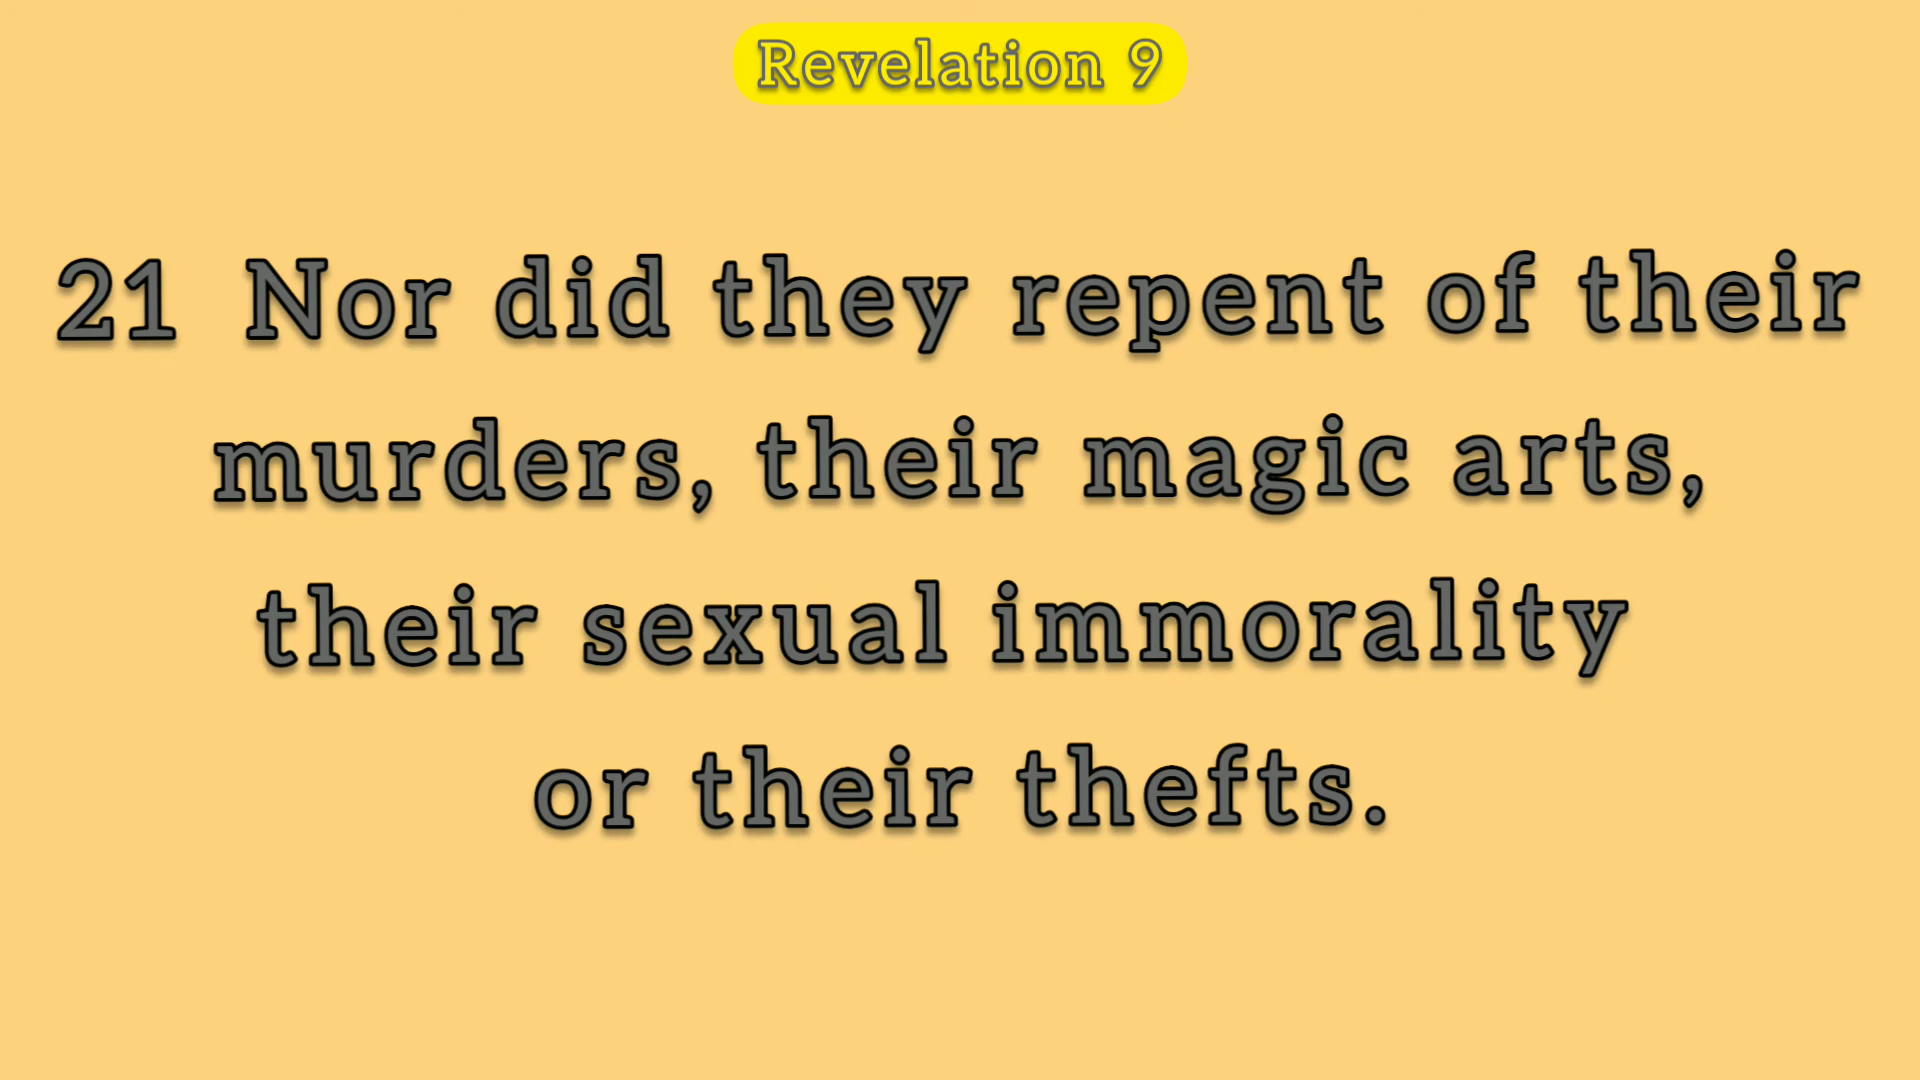 Revelation 9
21 Nor did they repent of their
murders, their magic arts,
their sexual immorality
or their thefts.